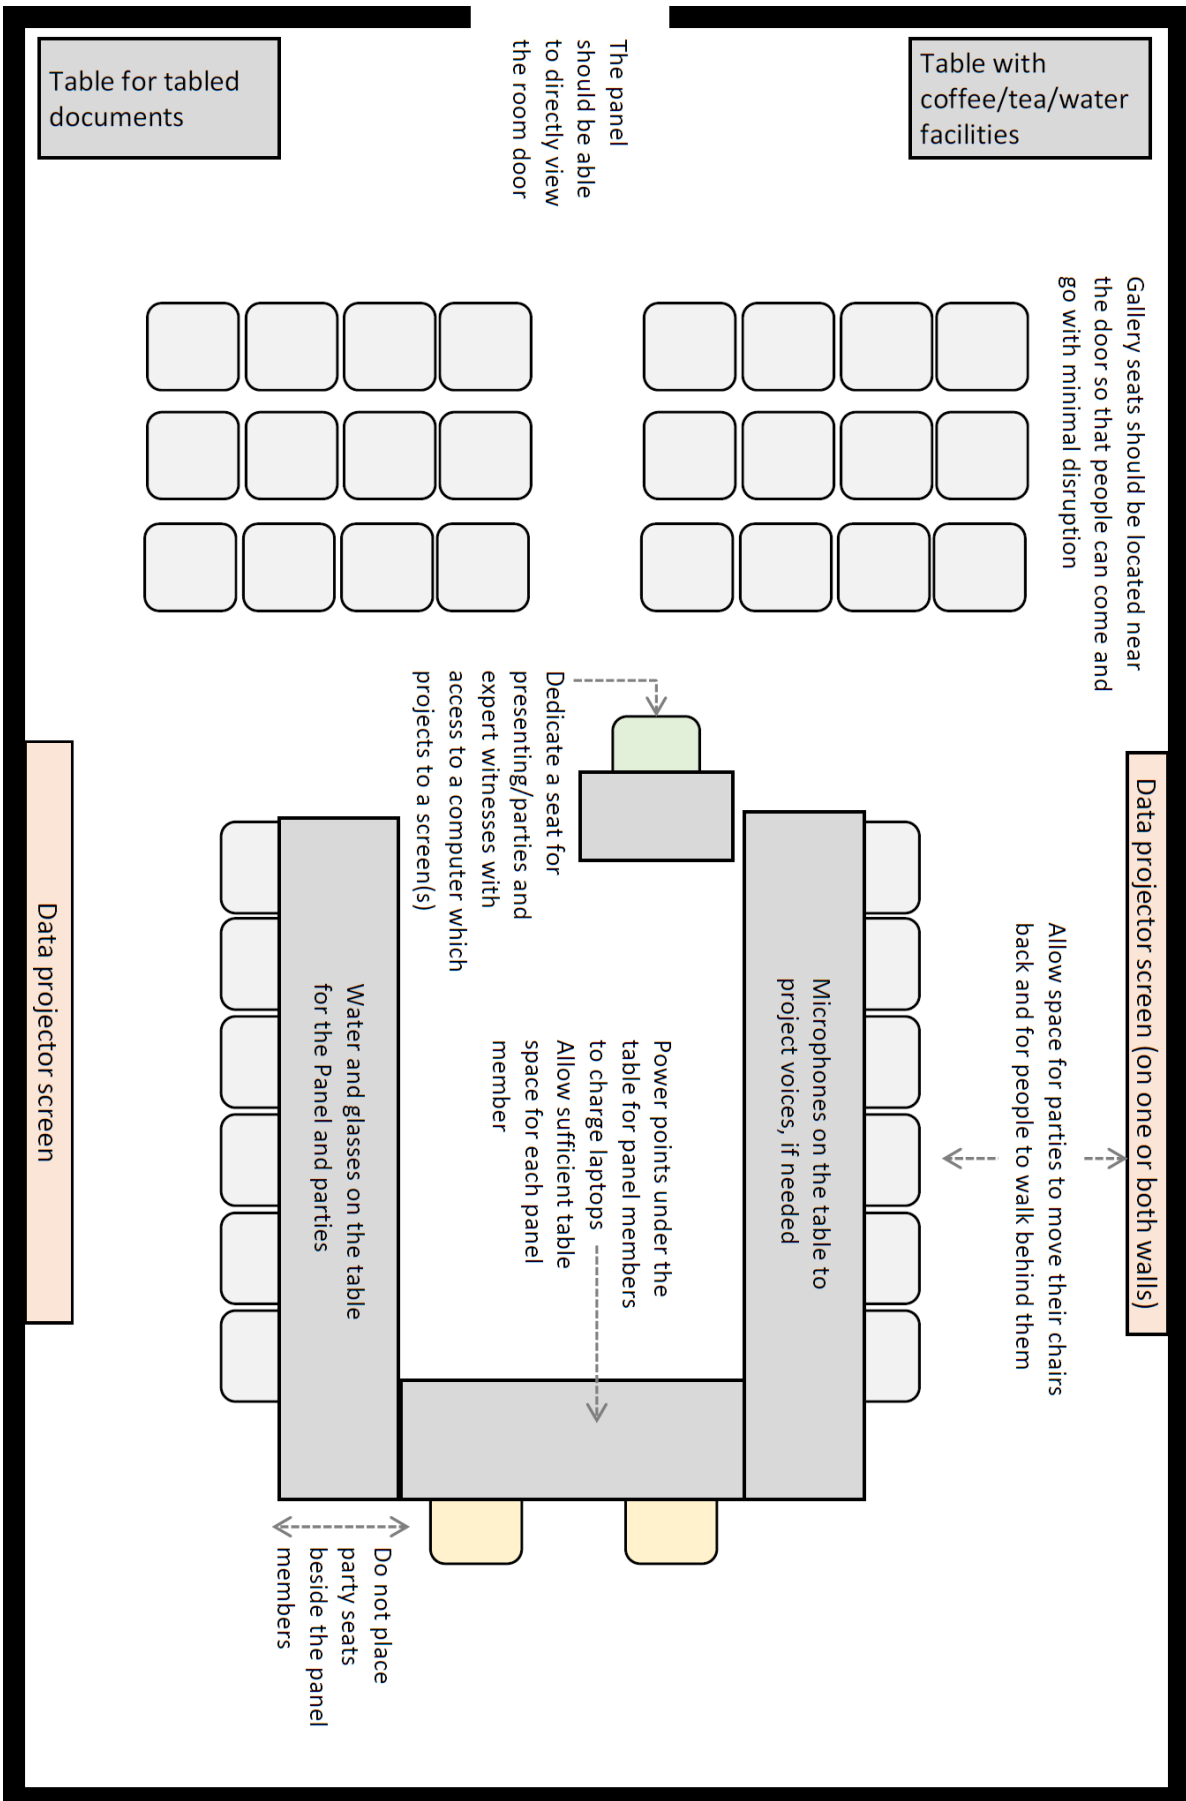 Table for tabled
documents
The panel
should be able
to directly view
the room door
Table with
coffee/tea/water
facilities
Gallery seats should be located near
the door so that people can come and
go with minimal disruption
Dedicate a seat for
presenting/parties and
expert witnesses with
access to a computer which
projects to a screen(s)
Data projector screen (on one or both walls)
Allow space for parties to move their chairs
back and for people to walk behind them
Microphones on the table to
project voices, if needed
Power points under the
table for panel members
to charge laptops
Allow sufficient table
space for each panel
member
Water and glasses on the table
for the Panel and parties
Data projector screen
Do not place
party seats
beside the panel
members